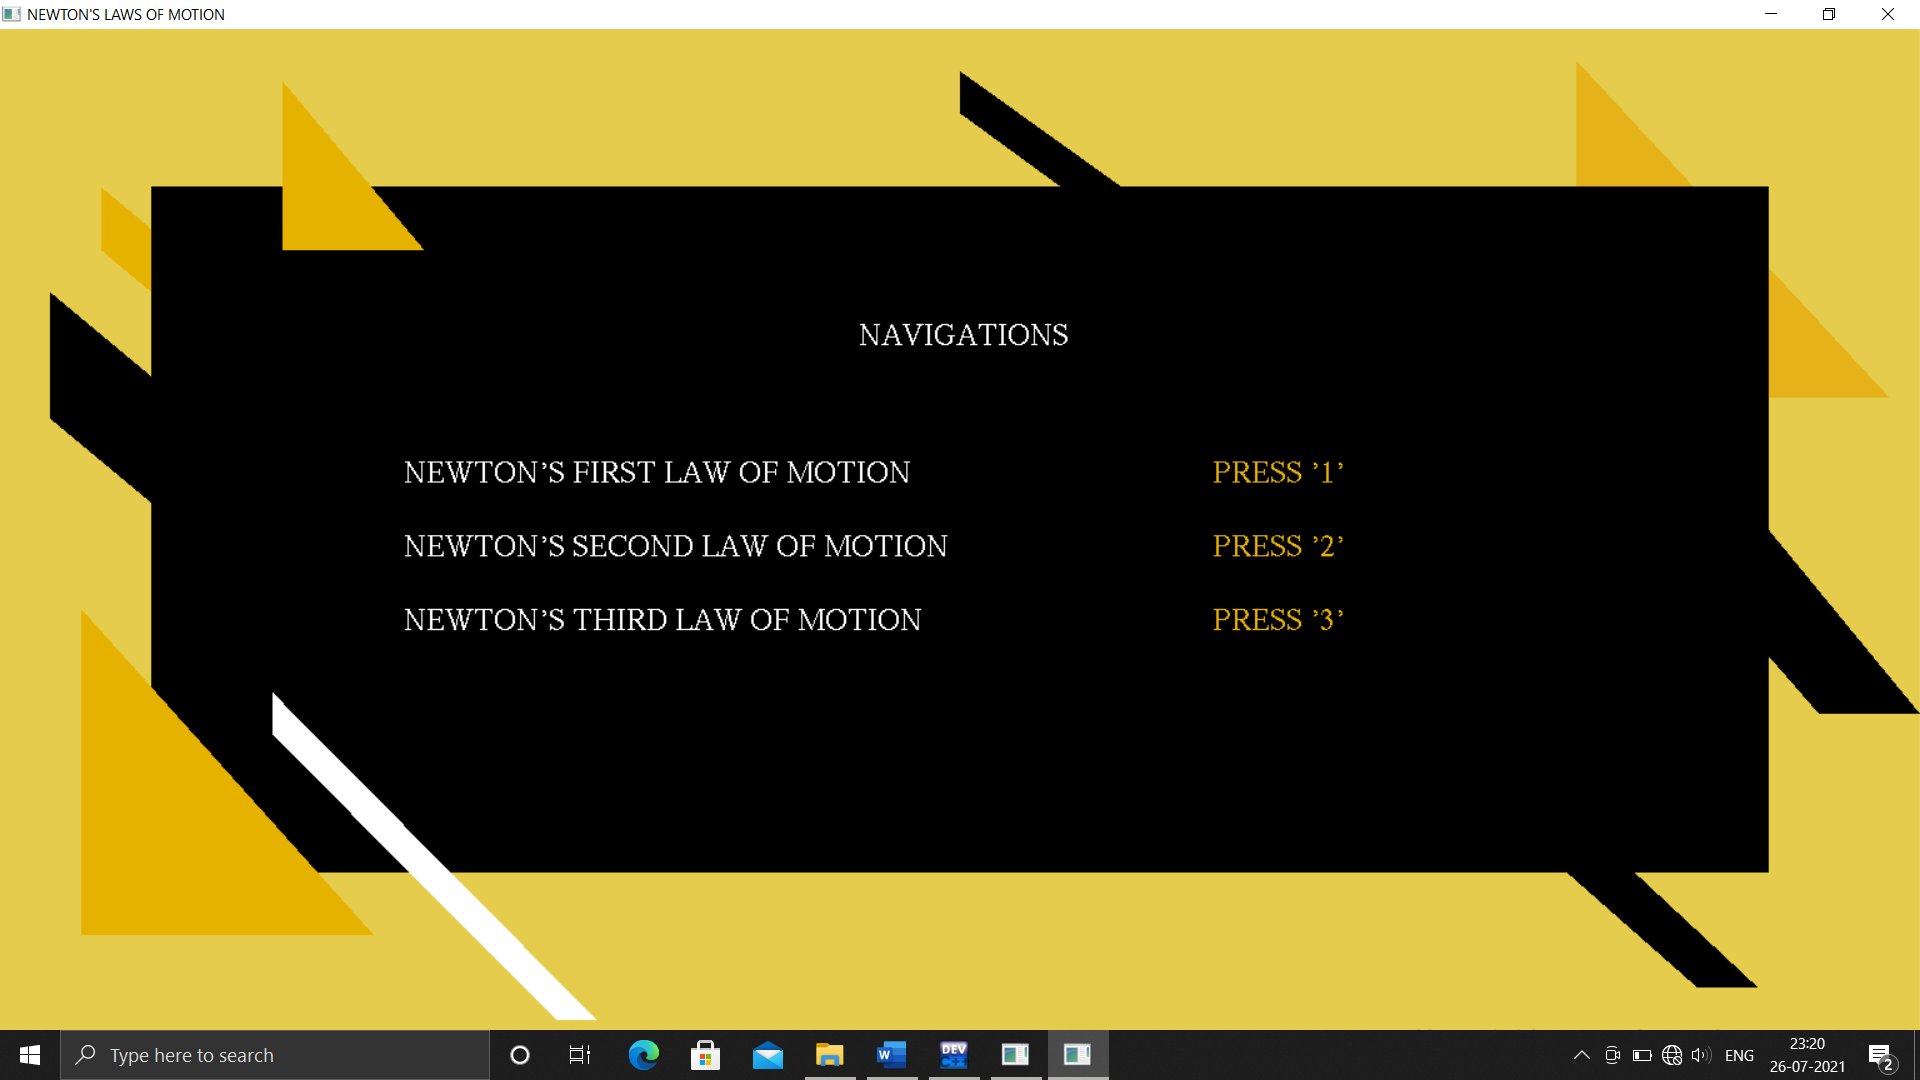 NEWTON'S LAWS OF MOTION
NAVIGATIONS
NEWTON’S FIRST LAW OF MOTION PRESS ’1’
NEWTON’S SECOND LAW OF MOTION PRESS ’2’
NEWTON’S THIRD LAW OF MOTION PRESS ’3’
Type here to search
W
DEV
C++
ENG
23:20
26-07-2021
2